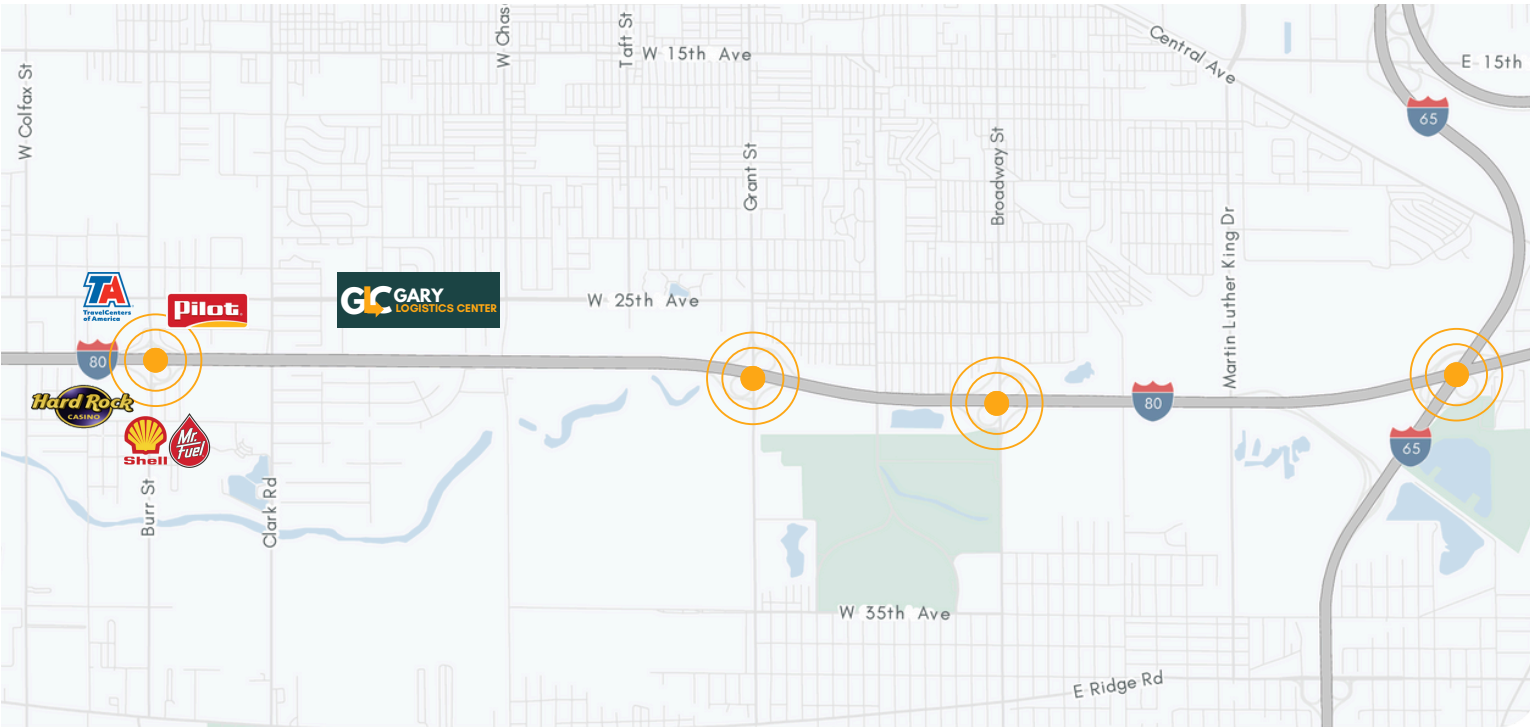 W Colfax St
W Chas
Taft St
W 15th Ave
Central Ave
E 15th
65
Grant St
Broadway St
Martin Luther King Dr
TA
TravelCenters
of America
Pilot
GLC GARY
LOGISTICS CENTER
W 25th Ave
80
Hard Rock
CASINO
Shell
Mr.
Fuel
80
65
Burr St
Clark Rd
W 35th Ave
E Ridge Rd